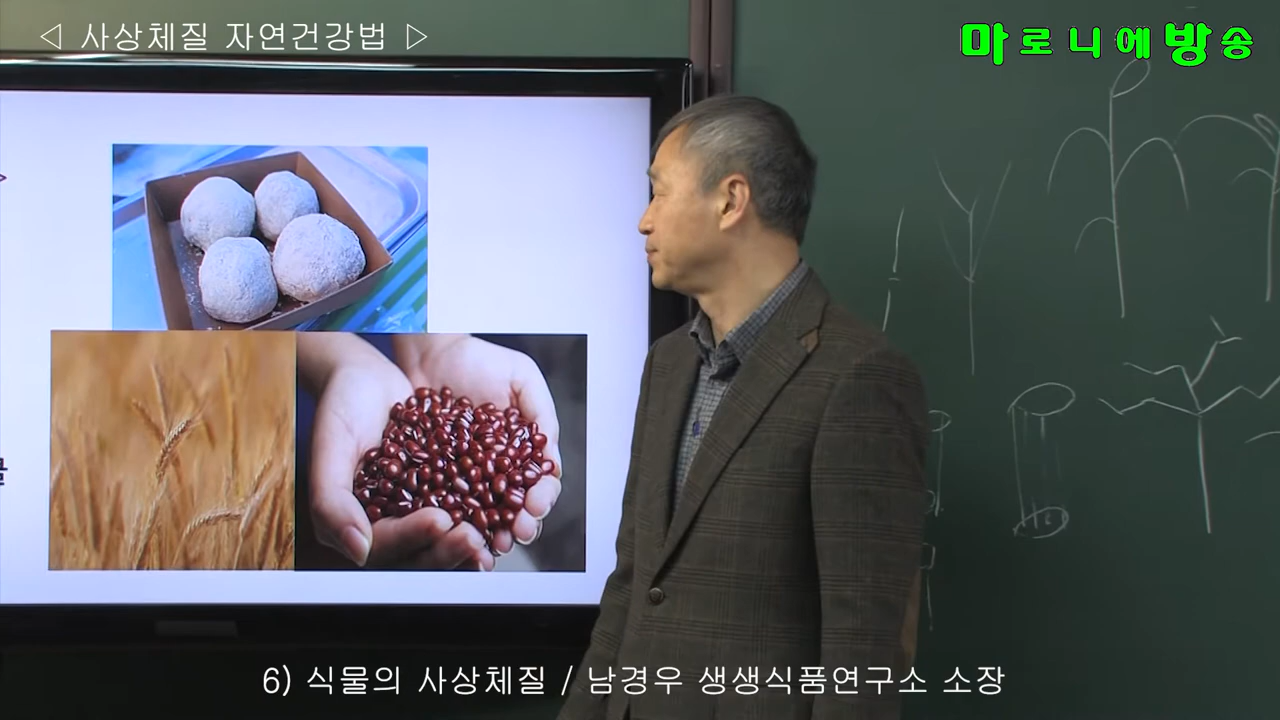 ◁ 사상체질 자연건강법 ▷
마로니에방송
6) 식물의 사상체질 / 남경우 생생식품연구소 소장